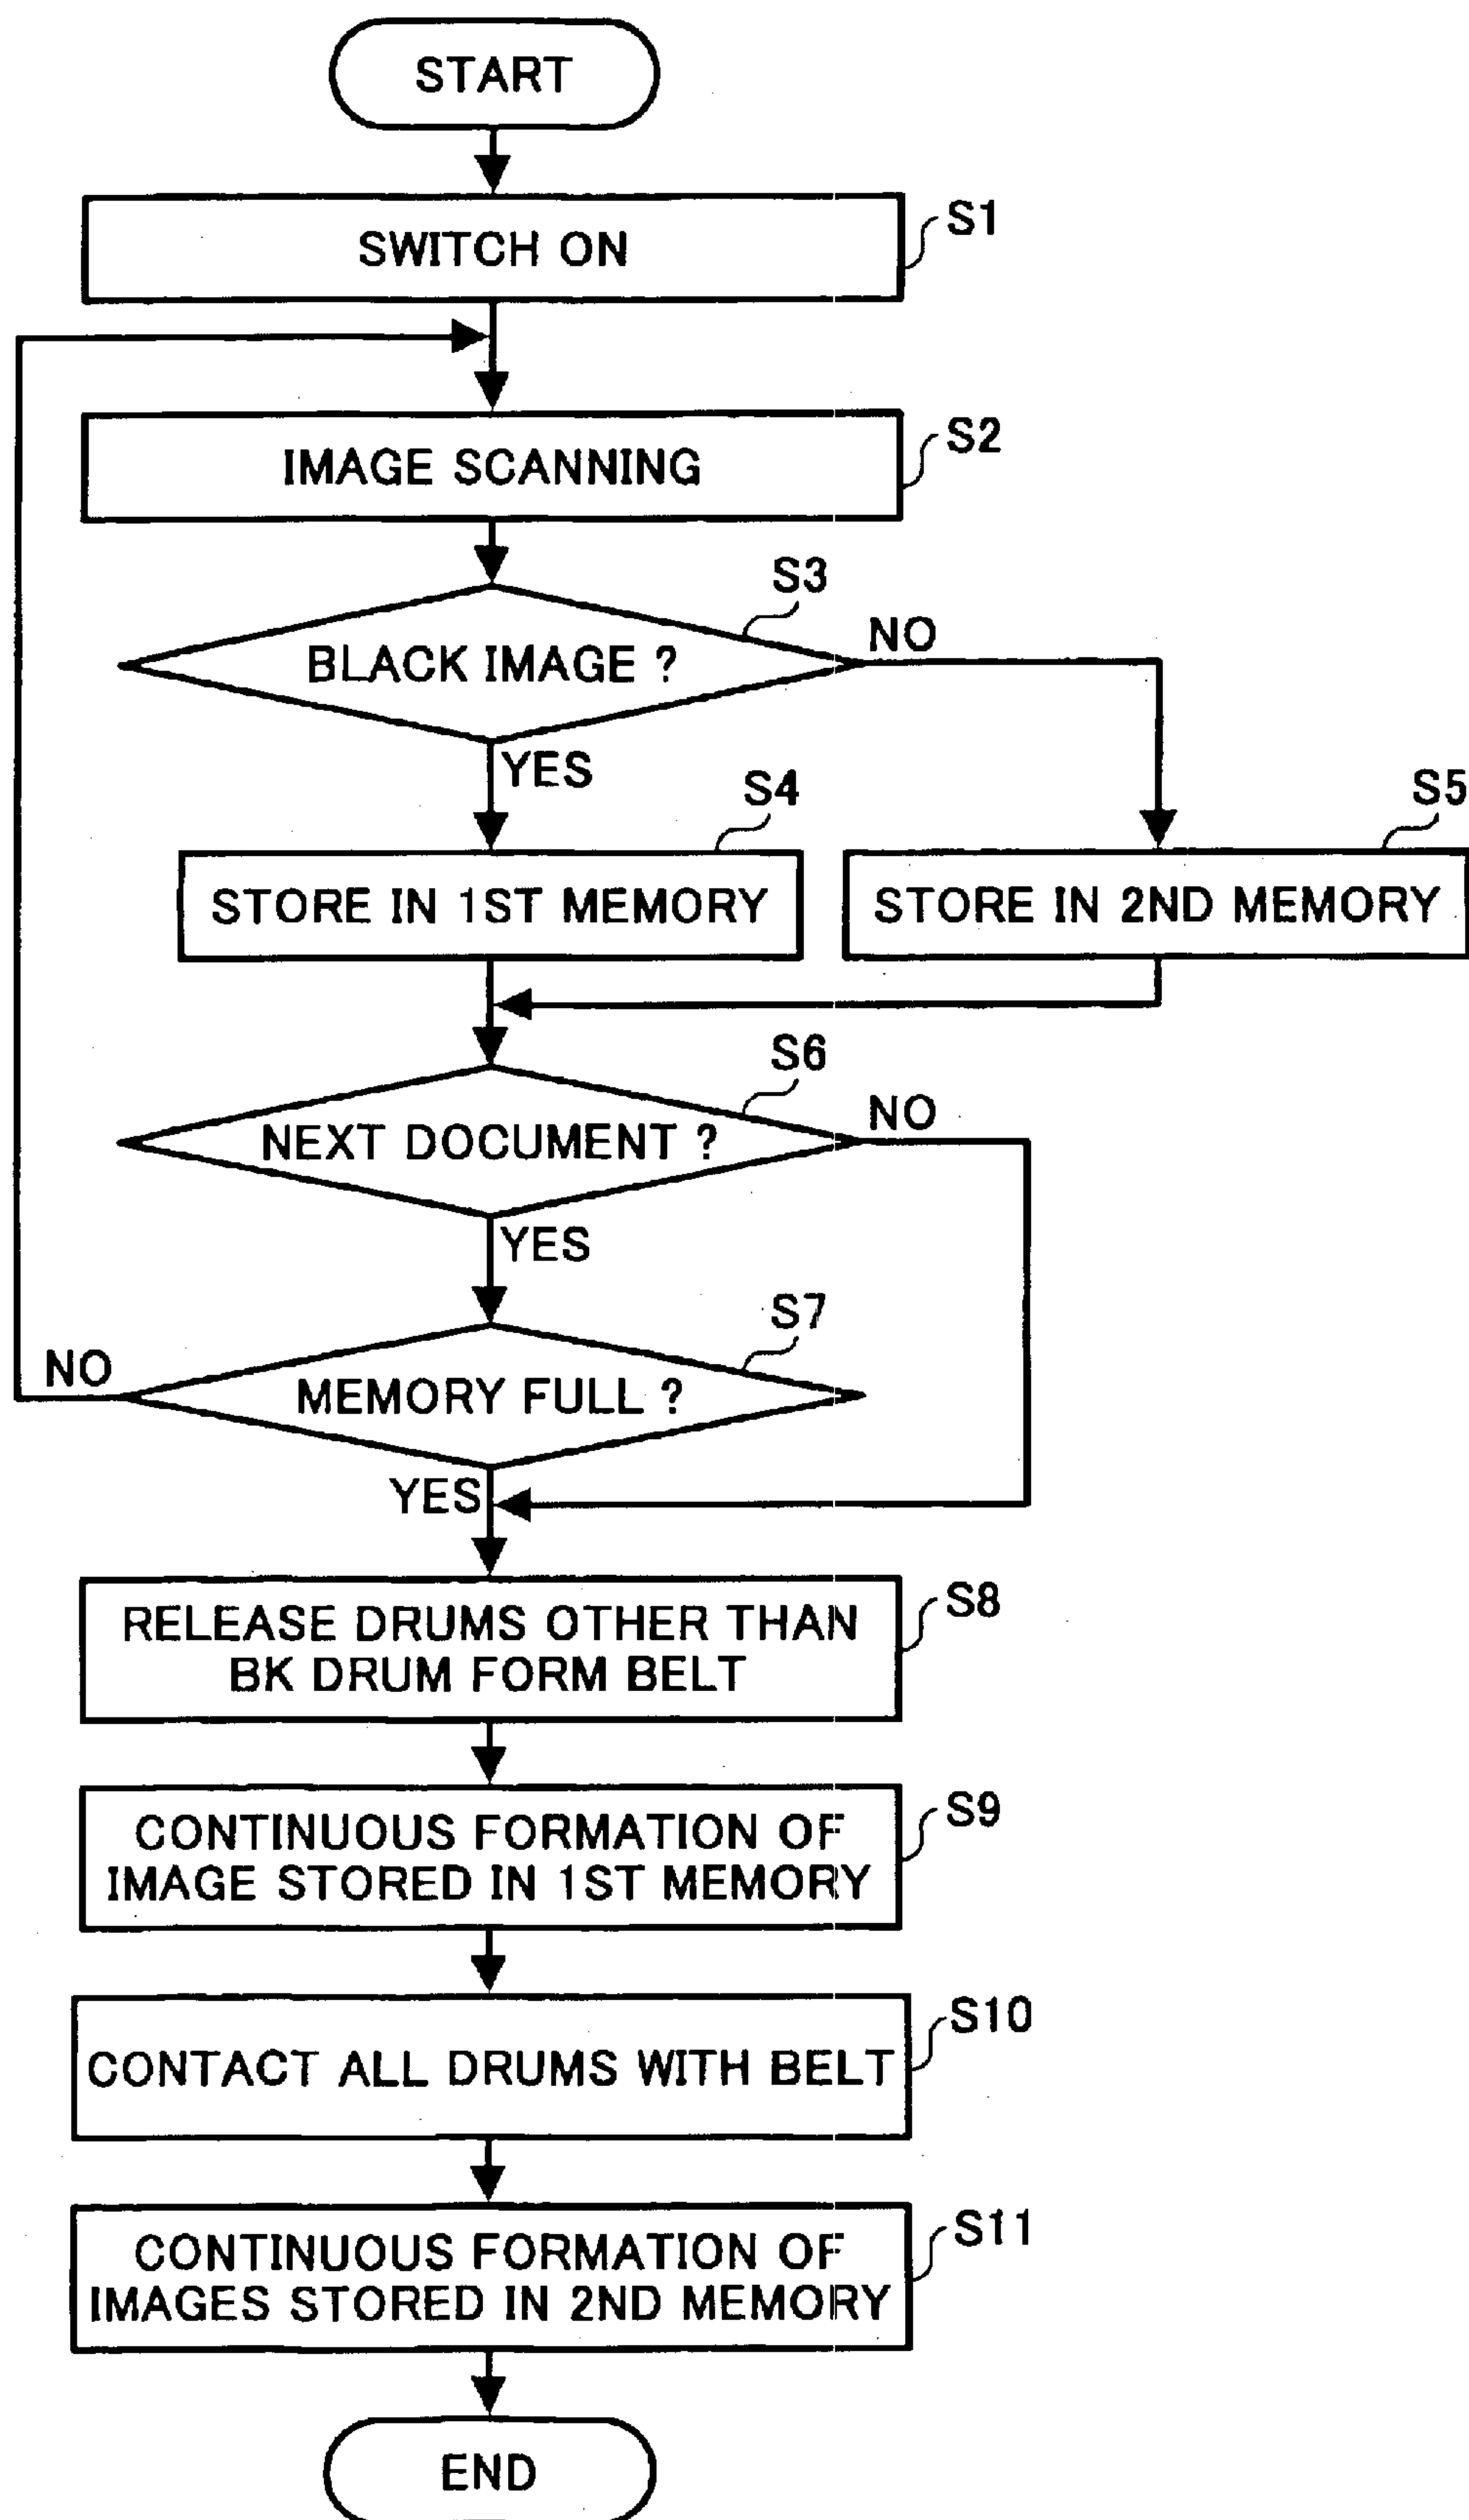 START
SWITCH ON
S1
IMAGE SCANNING
S2
S3
BLACK IMAGE ?
NO
YES
S4
S5
STORE IN 1ST MEMORY
STORE IN 2ND MEMORY
S6
NEXT DOCUMENT ?
NO
YES
S7
NO
MEMORY FULL ?
YES
S8
RELEASE DRUMS OTHER THAN
BK DRUM FORM BELT
S9
CONTINUOUS FORMATION OF
IMAGE STORED IN 1ST MEMORY
S10
CONTACT ALL DRUMS WITH BELT
S11
CONTINUOUS FORMATION OF
IMAGES STORED IN 2ND MEMORY
END